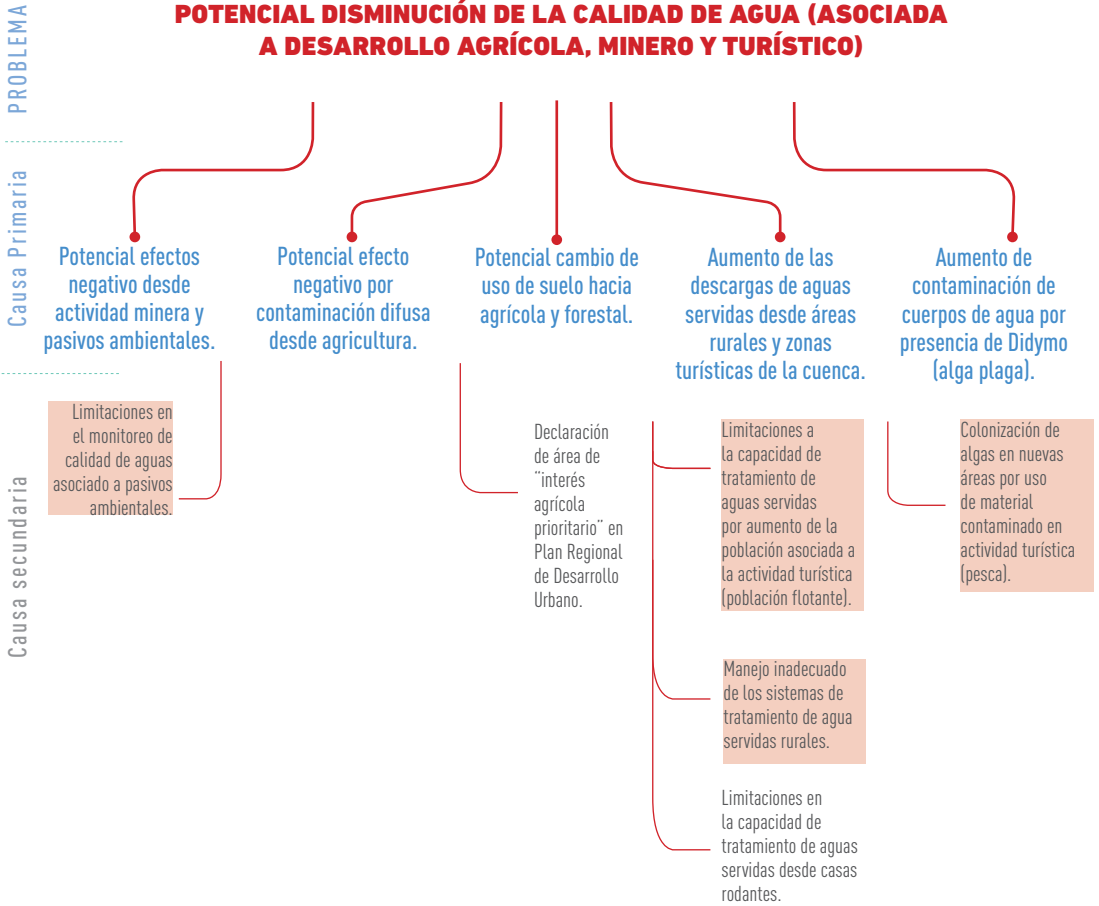 PROBLEMA
POTENCIAL DISMINUCIÓN DE LA CALIDAD DE AGUA (ASOCIADA
A DESARROLLO AGRÍCOLA, MINERO Y TURÍSTICO)
Causa Primaria
Potencial efectos
negativo desde
actividad minera y
pasivos ambientales.
Potencial efecto
negativo por
contaminación difusa
desde agricultura.
Potencial cambio de
uso de suelo hacia
agrícola y forestal.
Aumento de las
descargas de aguas
servidas desde áreas
rurales y zonas
turísticas de la cuenca.
Aumento de
contaminación de
cuerpos de agua por
presencia de Didymo
(alga plaga).
Causa secundaria
Limitaciones en
el monitoreo de
calidad de aguas
asociado a pasivos
ambientales.
Declaración
de área de
¨interés
agrícola
prioritario¨ en
Plan Regional
de Desarrollo
Urbano.
Limitaciones a
la capacidad de
tratamiento de
aguas servidas
por aumento de la
población asociada a
la actividad turística
(población flotante).
Manejo inadecuado
de los sistemas de
tratamiento de agua
servidas rurales.
Limitaciones en
la capacidad de
tratamiento de aguas
servidas desde casas
rodantes.
Colonización de
algas en nuevas
áreas por uso
de material
contaminado en
actividad turística
(pesca).